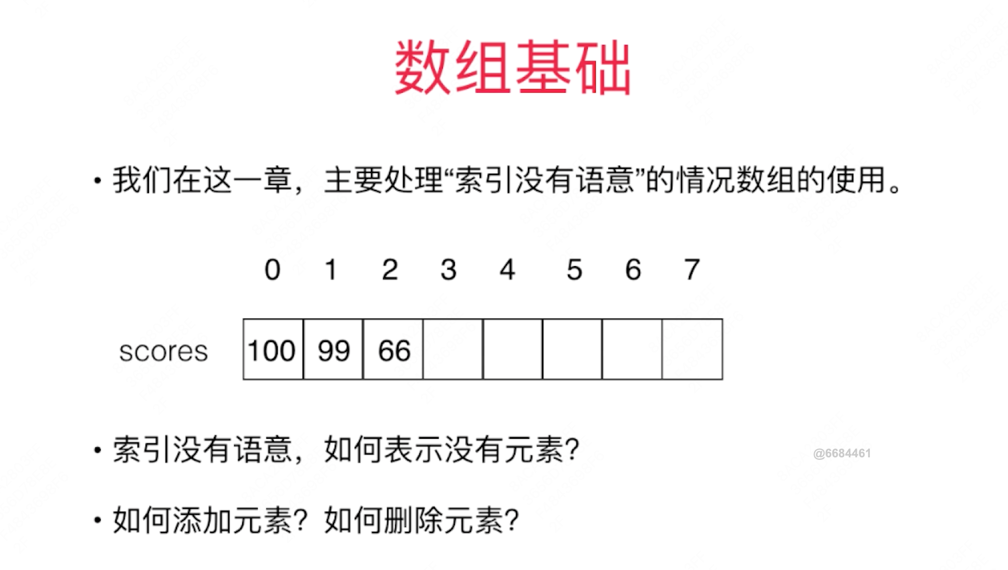 数组基础
• 我们在这一章，主要处理“索引没有语意”的情况数组的使用。
0 1 2 3 4 5 6 7
scores 100 99 66
• 索引没有语意，如何表示没有元素？
@6684461
• 如何添加元素？如何删除元素？